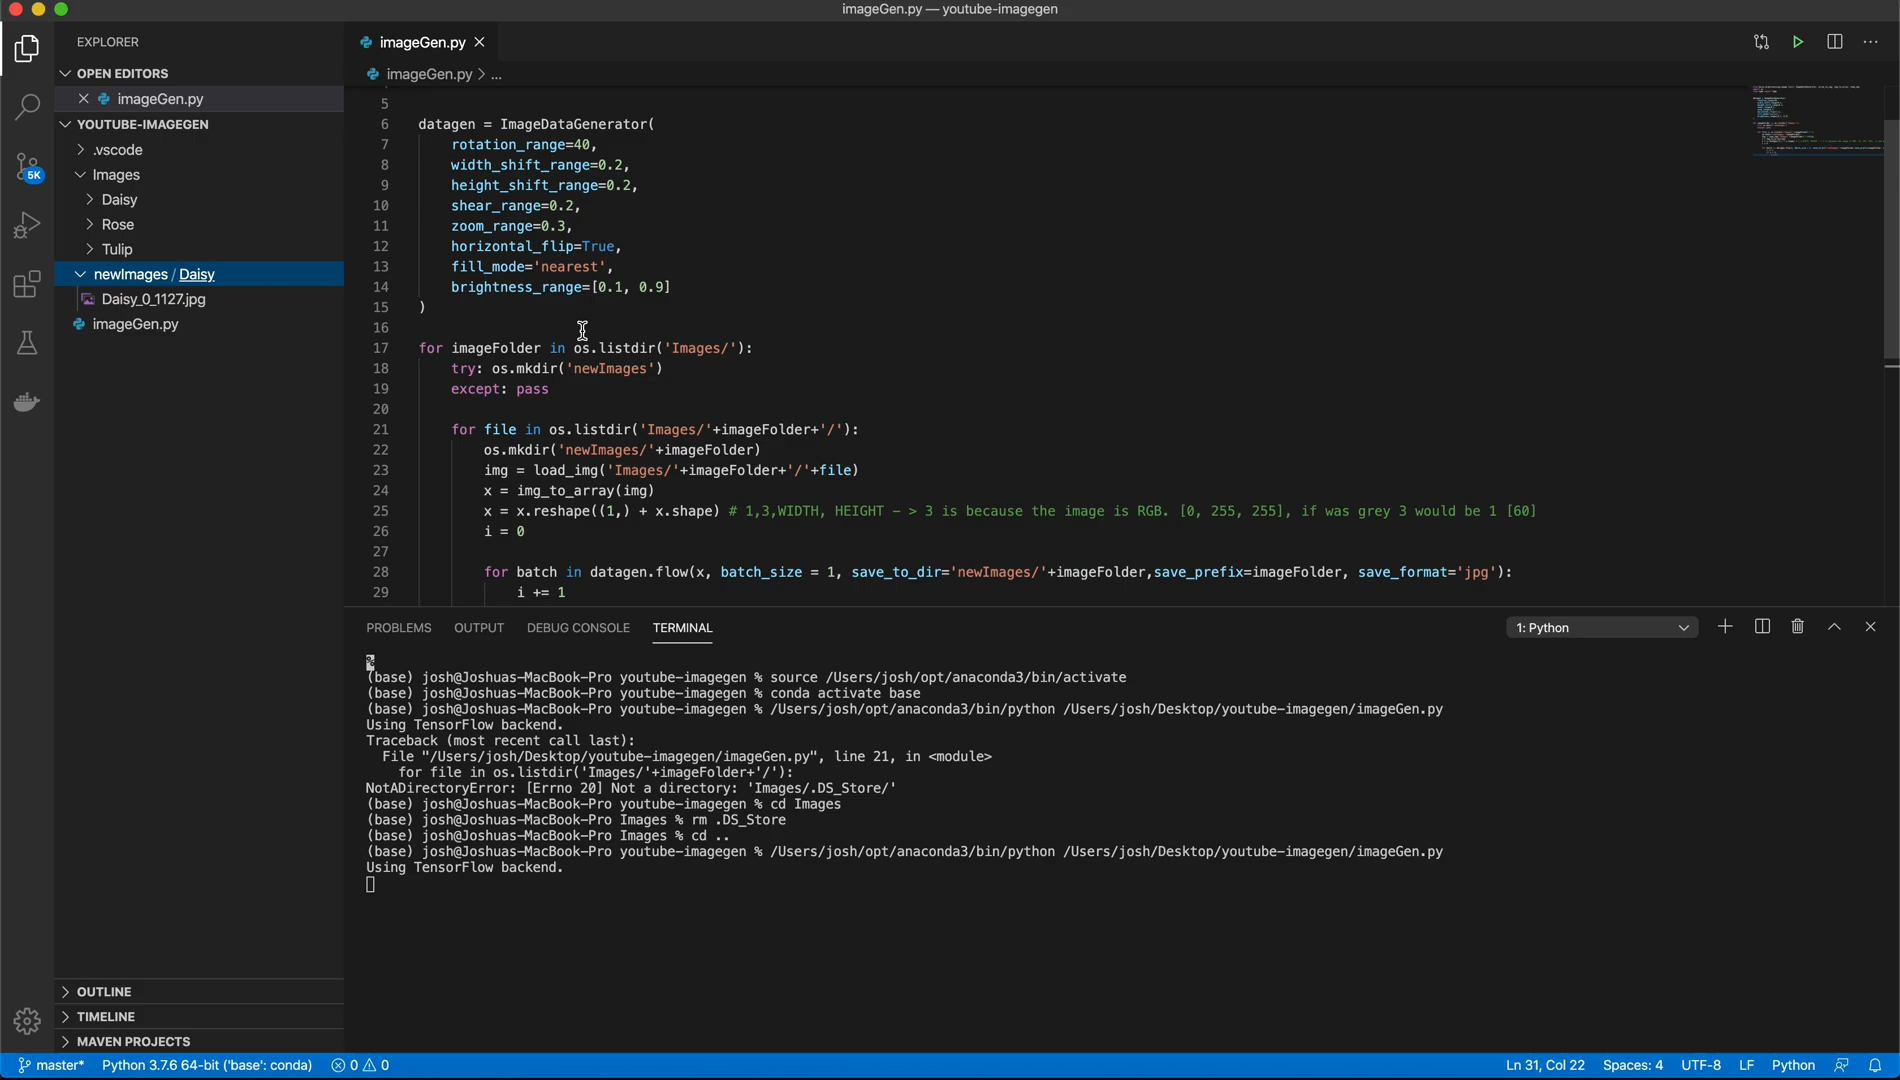 imageGen.py — youtube-imagegen
EXPLORER
OPEN EDITORS
imageGen.py
YOUTUBE-IMAGEGEN
.vscode
Images
Daisy
Rose
Tulip
newImages / Daisy
Daisy_0_1127.jpg
imageGen.py
5K
OUTLINE
TIMELINE
MAVEN PROJECTS
imageGen.py
imageGen.py > ...
5
6 datagen = ImageDataGenerator(
7 rotation_range=40,
8 width_shift_range=0.2,
9 height_shift_range=0.2,
10 shear_range=0.2,
11 zoom_range=0.3,
12 horizontal_flip=True,
13 fill_mode='nearest',
14 brightness_range=[0.1, 0.9]
15 )
16
17 for imageFolder in os.listdir('Images/'):
18 try: os.mkdir('newImages')
19 except: pass
20
21 for file in os.listdir('Images/'+imageFolder+'/'):
22 os.mkdir('newImages/'+imageFolder)
23 img = load_img('Images/'+imageFolder+'/'+file)
24 x = img_to_array(img)
25 x = x.reshape((1,) + x.shape) # 1,3,WIDTH, HEIGHT - > 3 is because the image is RGB. [0, 255, 255], if was grey 3 would be 1 [60]
26 i = 0
27
28 for batch in datagen.flow(x, batch_size = 1, save_to_dir='newImages/'+imageFolder,save_prefix=imageFolder, save_format='jpg'):
29 i += 1
PROBLEMS OUTPUT DEBUG CONSOLE TERMINAL 1: Python
%
(base) josh@Joshuas-MacBook-Pro youtube-imagegen % source /Users/josh/opt/anaconda3/bin/activate
(base) josh@Joshuas-MacBook-Pro youtube-imagegen % conda activate base
(base) josh@Joshuas-MacBook-Pro youtube-imagegen % /Users/josh/opt/anaconda3/bin/python /Users/josh/Desktop/youtube-imagegen/imageGen.py
Using TensorFlow backend.
Traceback (most recent call last):
File "/Users/josh/Desktop/youtube-imagegen/imageGen.py", line 21, in <module>
for file in os.listdir('Images/'+imageFolder+'/'):
NotADirectoryError: [Errno 20] Not a directory: 'Images/.DS_Store/'
(base) josh@Joshuas-MacBook-Pro youtube-imagegen % cd Images
(base) josh@Joshuas-MacBook-Pro Images % rm .DS_Store
(base) josh@Joshuas-MacBook-Pro Images % cd ..
(base) josh@Joshuas-MacBook-Pro youtube-imagegen % /Users/josh/opt/anaconda3/bin/python /Users/josh/Desktop/youtube-imagegen/imageGen.py
Using TensorFlow backend.
master* Python 3.7.6 64-bit ('base': conda) 0 0 Ln 31, Col 22 Spaces: 4 UTF-8 LF Python